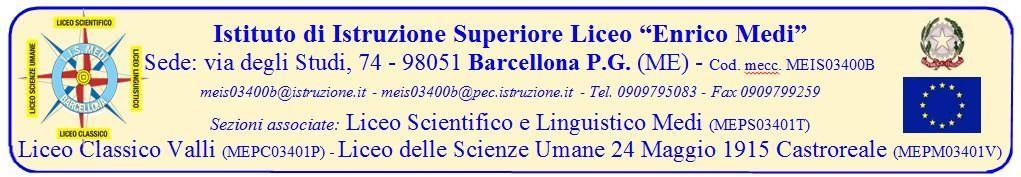 LICEO SCIENTIFICO
LICEO SCIENZE UMANE
I.S. MEDI
BARCELLONA
LICEO LINGUISTICO
LICEO CLASSICO
Istituto di Istruzione Superiore Liceo “Enrico Medi”
Sede: via degli Studi, 74 - 98051 Barcellona P.G. (ME) - Cod. mecc. MEIS03400B
meis03400b@istruzione.it - meis03400b@pec.istruzione.it - Tel. 0909795083 - Fax 0909799259
Sezioni associate: Liceo Scientifico e Linguistico Medi (MEPS03401T)
Liceo Classico Valli (MEPC03401P) - Liceo delle Scienze Umane 24 Maggio 1915 Castroreale (MEPM03401V)